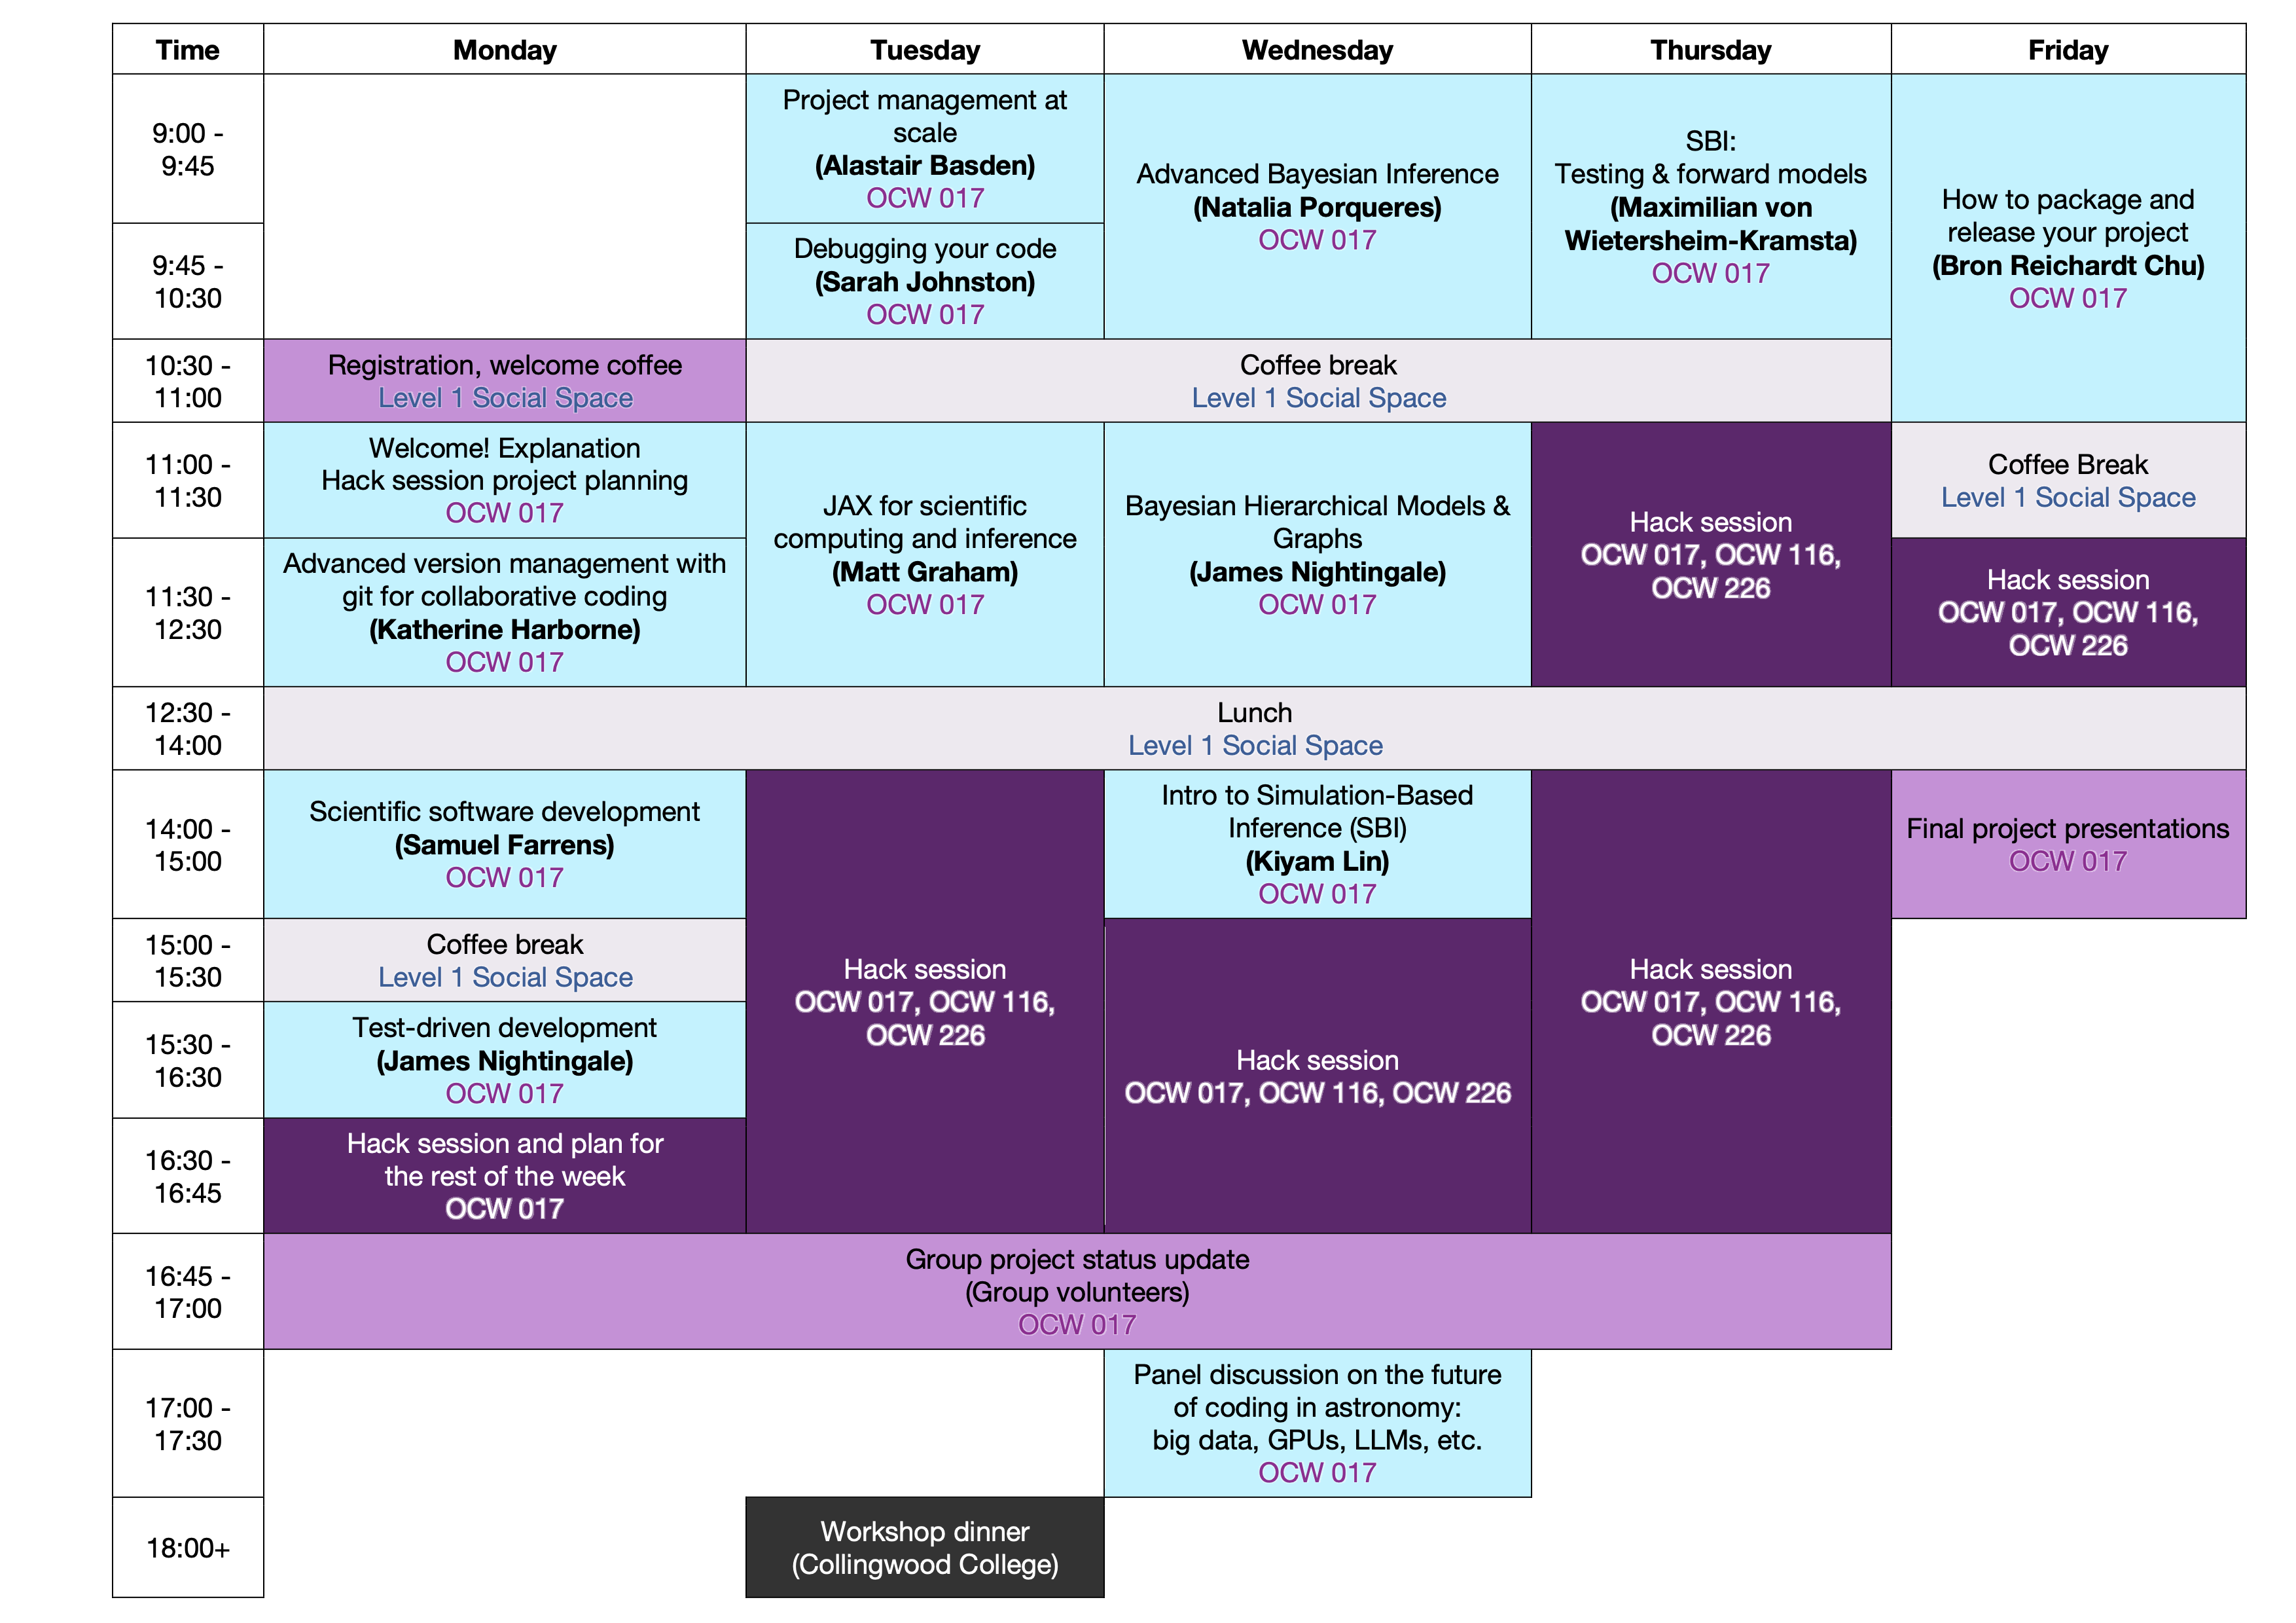 Time
Monday
Tuesday
Wednesday
Thursday
Friday
9:00 -
9:45
Project management at
scale
(Alastair Basden)
OCW 017
Advanced Bayesian Inference
(Natalia Porqueres)
OCW 017
SBI:
Testing & forward models
(Maximilian von
Wietersheim-Kramsta)
OCW 017
How to package and
release your project
(Bron Reichardt Chu)
OCW 017
9:45 -
10:30
Debugging your code
(Sarah Johnston)
OCW 017
10:30 -
11:00
Registration, welcome coffee
Level 1 Social Space
Coffee break
Level 1 Social Space
11:00 -
11:30
Welcome! Explanation
Hack session project planning
OCW 017
JAX for scientific
computing and inference
(Matt Graham)
OCW 017
Bayesian Hierarchical Models &
Graphs
(James Nightingale)
OCW 017
Hack session
OCW 017, OCW 116,
OCW 226
Coffee Break
Level 1 Social Space
11:30 -
12:30
Advanced version management with
git for collaborative coding
(Katherine Harborne)
OCW 017
Hack session
OCW 017, OCW 116,
OCW 226
12:30 -
14:00
Lunch
Level 1 Social Space
14:00 -
15:00
Scientific software development
(Samuel Farrens)
OCW 017
Hack session
OCW 017, OCW 116,
OCW 226
Intro to Simulation-Based
Inference (SBI)
(Kiyam Lin)
OCW 017
Hack session
OCW 017, OCW 116,
OCW 226
Final project presentations
OCW 017
15:00 -
15:30
Coffee break
Level 1 Social Space
Hack session
OCW 017, OCW 116, OCW 226
15:30 -
16:30
Test-driven development
(James Nightingale)
OCW 017
16:30 -
16:45
Hack session and plan for
the rest of the week
OCW 017
16:45 -
17:00
Group project status update
(Group volunteers)
OCW 017
17:00 -
17:30
Panel discussion on the future
of coding in astronomy:
big data, GPUs, LLMs, etc.
OCW 017
18:00+
Workshop dinner
(Collingwood College)